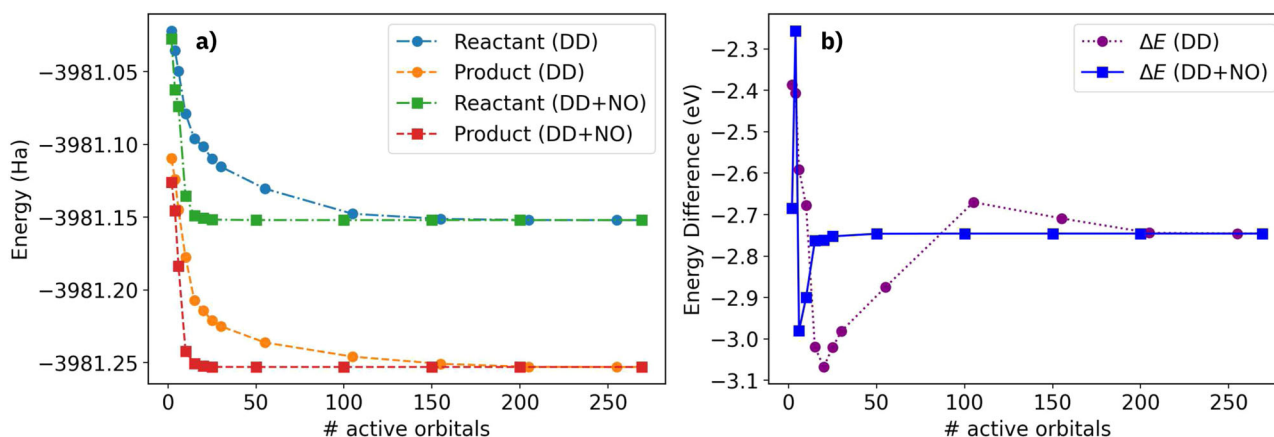 a)
Reactant (DD)
Product (DD)
Reactant (DD+NO)
Product (DD+NO)
Energy (Ha)
−3981.05
−3981.10
−3981.15
−3981.20
−3981.25
0 50 100 150 200 250
# active orbitals
b)
ΔE (DD)
ΔE (DD+NO)
Energy Difference (eV)
−2.3
−2.4
−2.5
−2.6
−2.7
−2.8
−2.9
−3.0
−3.1
0 50 100 150 200 250
# active orbitals